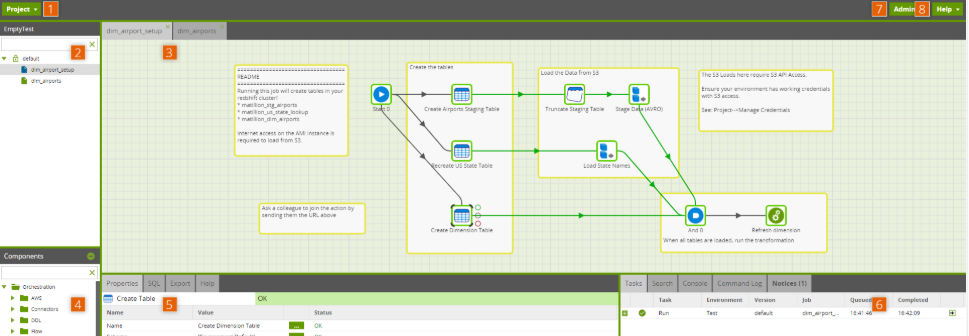 Project
1
7
Admin
8
Help
EmptyTest
2
default
dim_airport_setup
dim_airports
dim_airport_setup
dim_airports
3
==================================
README
==================================
Running this job will create tables in your
redshift cluster!
* matillion_stg_airports
* matillion_us_state_lookup
* matillion_dim_airports
Internet access on the AMI instance is
required to load from S3.
Ask a colleague to join the action by
sending them the URL above
Start 0
Create the tables
Create Airports Staging Table
Recreate US State Table
Create Dimension Table
Load the Data from S3
Truncate Staging Table
Stage Data (AVRO)
Load State Names
The S3 Loads here require S3 API Access.
Ensure your environment has working credentials
with S3 access.
See: Project->Manage Credentials
And 0
Refresh dimension
When all tables are loaded, run the transformation
Components
Orchestration
AWS
Connectors
DDL
Flow
4
Properties
SQL
Export
Help
Create Table
5
OK
Name
Value
Status
Name
Create Dimension Table
...
OK
OK
Tasks
Search
Console
Command Log
Notices (1)
Task
Environment
Version
Job
Queued
6
Completed
Run
Test
default
dim_airport_...
16:41:46
16:42:09